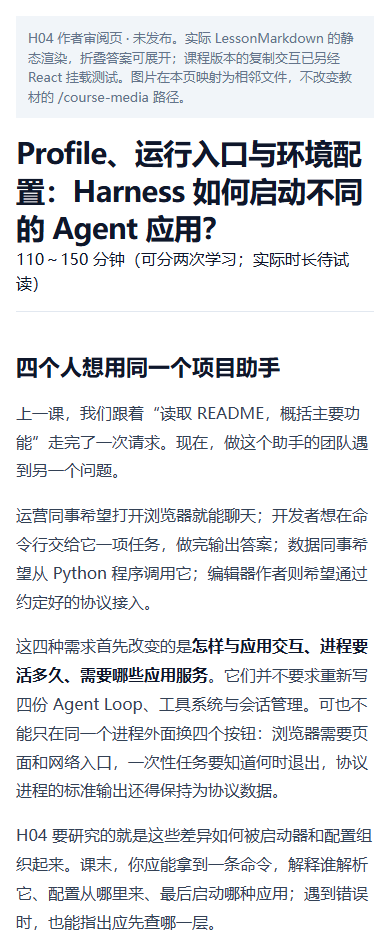 H04 作者审阅页 · 未发布。实际 LessonMarkdown 的静
态渲染，折叠答案可展开；课程版本的复制交互已另经
React 挂载测试。图片在本页映射为相邻文件，不改变教
材的 /course-media 路径。
Profile、运行入口与环境配
置：Harness 如何启动不同
的 Agent 应用？
110～150 分钟（可分两次学习；实际时长待试
读）
四个人想用同一个项目助手
上一课，我们跟着“读取 README，概括主要功
能”走完了一次请求。现在，做这个助手的团队遇
到另一个问题。
运营同事希望打开浏览器就能聊天；开发者想在命
令行交给它一项任务，做完输出答案；数据同事希
望从 Python 程序调用它；编辑器作者则希望通过
约定好的协议接入。
这四种需求首先改变的是怎样与应用交互、进程要
活多久、需要哪些应用服务。它们并不要求重新写
四份 Agent Loop、工具系统与会话管理。可也不
能只在同一个进程外面换四个按钮：浏览器需要页
面和网络入口，一次性任务要知道何时退出，协议
进程的标准输出还得保持为协议数据。
H04 要研究的就是这些差异如何被启动器和配置组
织起来。课末，你应能拿到一条命令，解释谁解析
它、配置从哪里来、最后启动哪种应用；遇到错误
时，也能指出应先查哪一层。